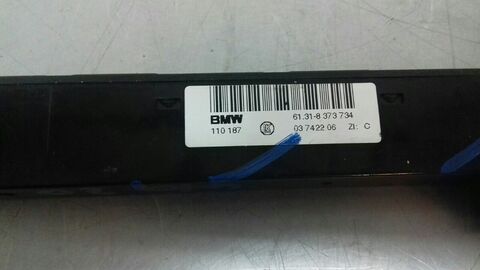 BMW 61.31-8 373 734
110 187 03 742 2 06 ZI: C